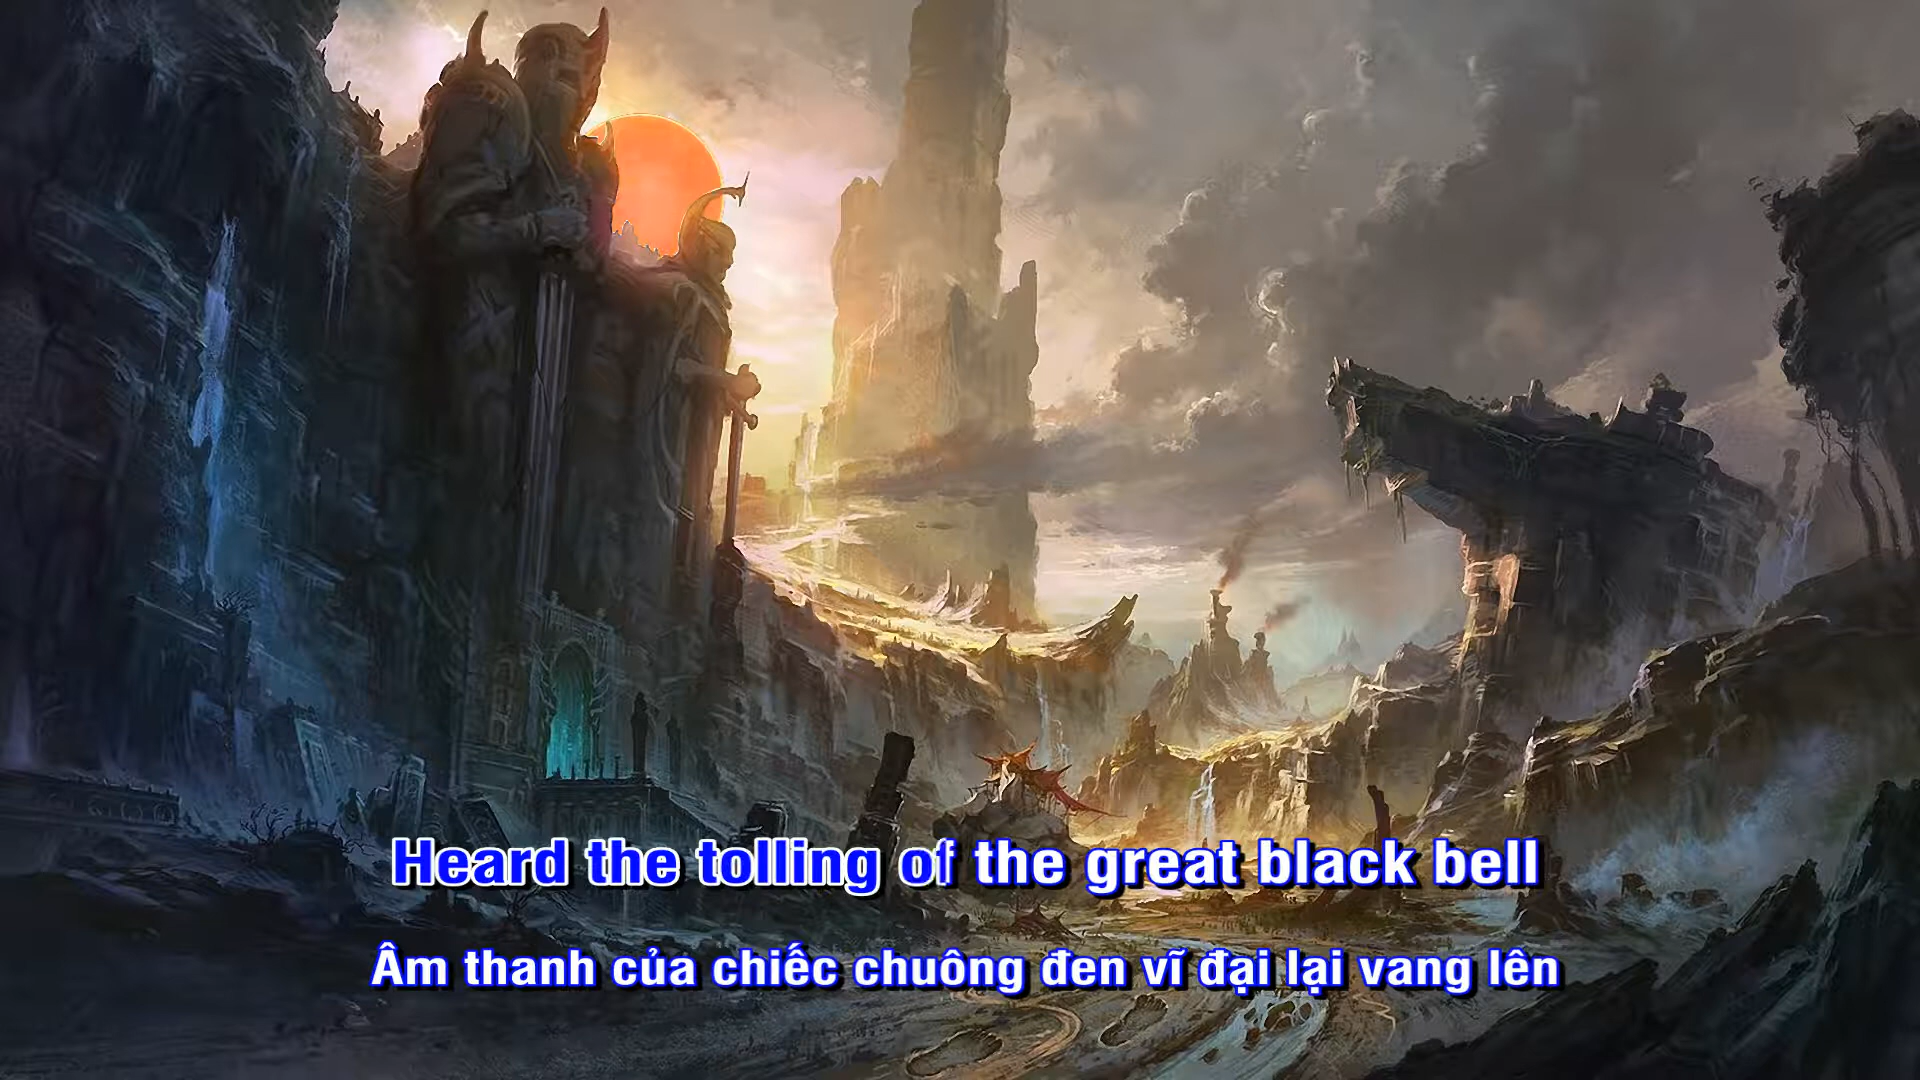 Heard the tolling of the great black bell
Âm thanh của chiếc chuông đen vĩ đại lại vang lên